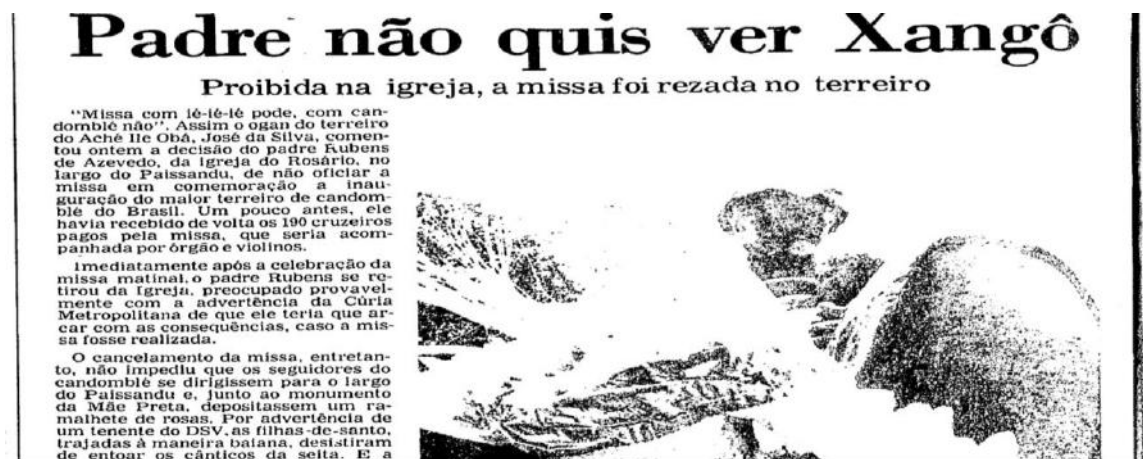 Padre não quis ver Xangô
Proibida na igreja, a missa foi rezada no terreiro
"Missa com iê-iê-iê pode, com can-
domblé não". Assim o ogan do terreiro
do Aché Ile Obá, José da Silva, comen-
tou ontem a decisão do padre Rubens
de Azevedo, da igreja do Rosário, no
largo do Paissandu, de não oficiar a
missa em comemoração a inau-
guração do maior terreiro de candom-
blé do Brasil. Um pouco antes, ele
havia recebido de volta os 190 cruzeiros
pagos pela missa, que seria acom-
panhada por órgão e violinos.
Imediatamente após a celebração da
missa matinal, o padre Rubens se re-
tirou da Igreja, preocupado provavel-
mente com a advertência da Cúria
Metropolitana de que ele teria que ar-
car com as consequências, caso a mis-
sa fosse realizada.
O cancelamento da missa, entretan-
to, não impediu que os seguidores do
candomblé se dirigissem para o largo
do Paissandu e, junto ao monumento
da Mãe Preta, depositassem um ra-
malhete de rosas. Por advertência de
um tenente do DSV, as filhas-de-santo,
trajadas à maneira baiana, desistiram
de entoar os cânticos da seita. E a